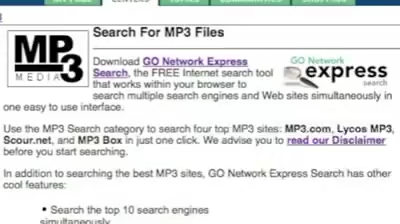 Search For MP3 Files
MP3
MEDIA
Download GO Network Express
Search, the FREE Internet search tool
that works within your browser to
search multiple search engines and Web sites simultaneously in
one easy to use interface.
GO Network
express
search
Use the MP3 Search category to search four top MP3 sites: MP3.com, Lycos MP3,
Scour.net, and MP3 Box in just one click. We advise you to read our Disclaimer
before you start searching.
In addition to searching the best MP3 sites, GO Network Express Search has other
cool features:
• Search the top 10 search engines
simultaneously